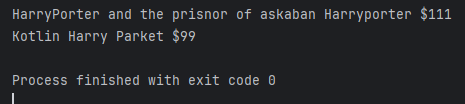 HarryPorter and the prisnor of askaban Harryporter $111
Kotlin Harry Parket $99
Process finished with exit code 0